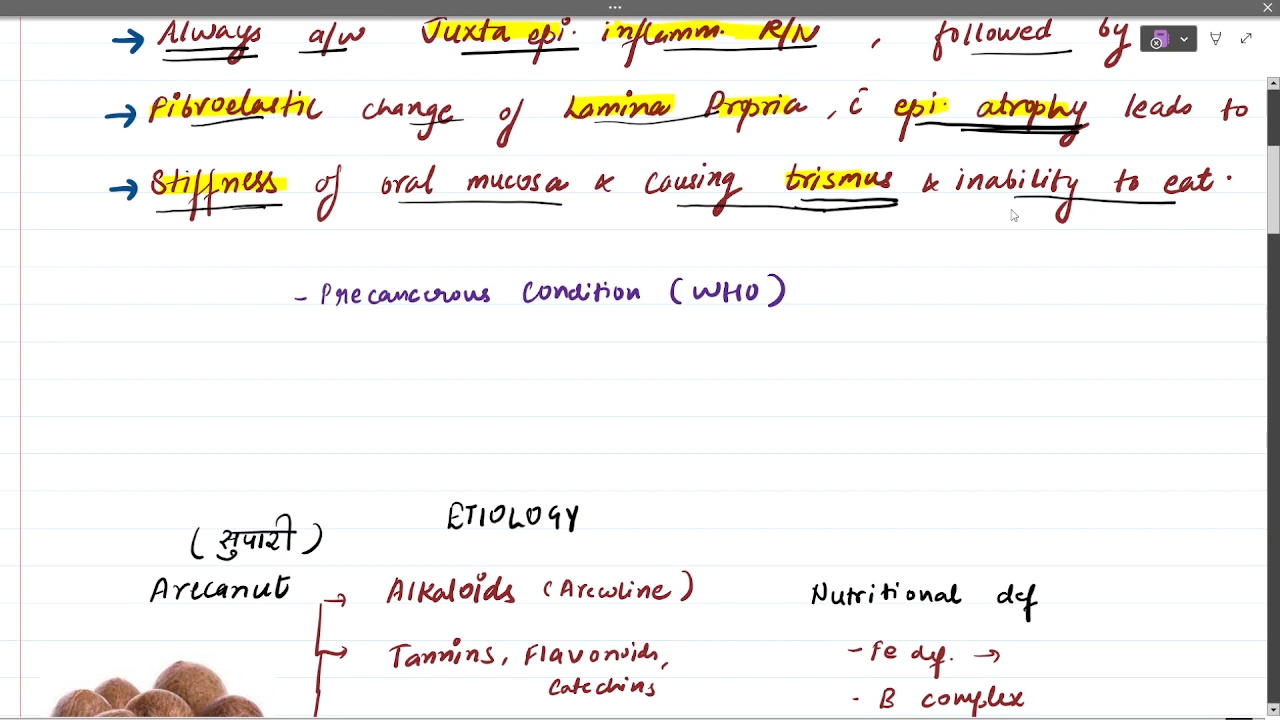 → Always a/w Juxta epi. inflamm. R/N , followed by
→ Fibroelastic change of Lamina Propria , c̄ epi. atrophy leads to
→ Stiffness of oral mucosa & causing trismus & inability to eat.
- Precancerous Condition (WHO)
ETIOLOGY
(सुपारी)
Arecanut → Alkaloids (Arecoline) Nutritional def
→ Tannins, Flavonoids, - Fe def. →
Catechins - B complex